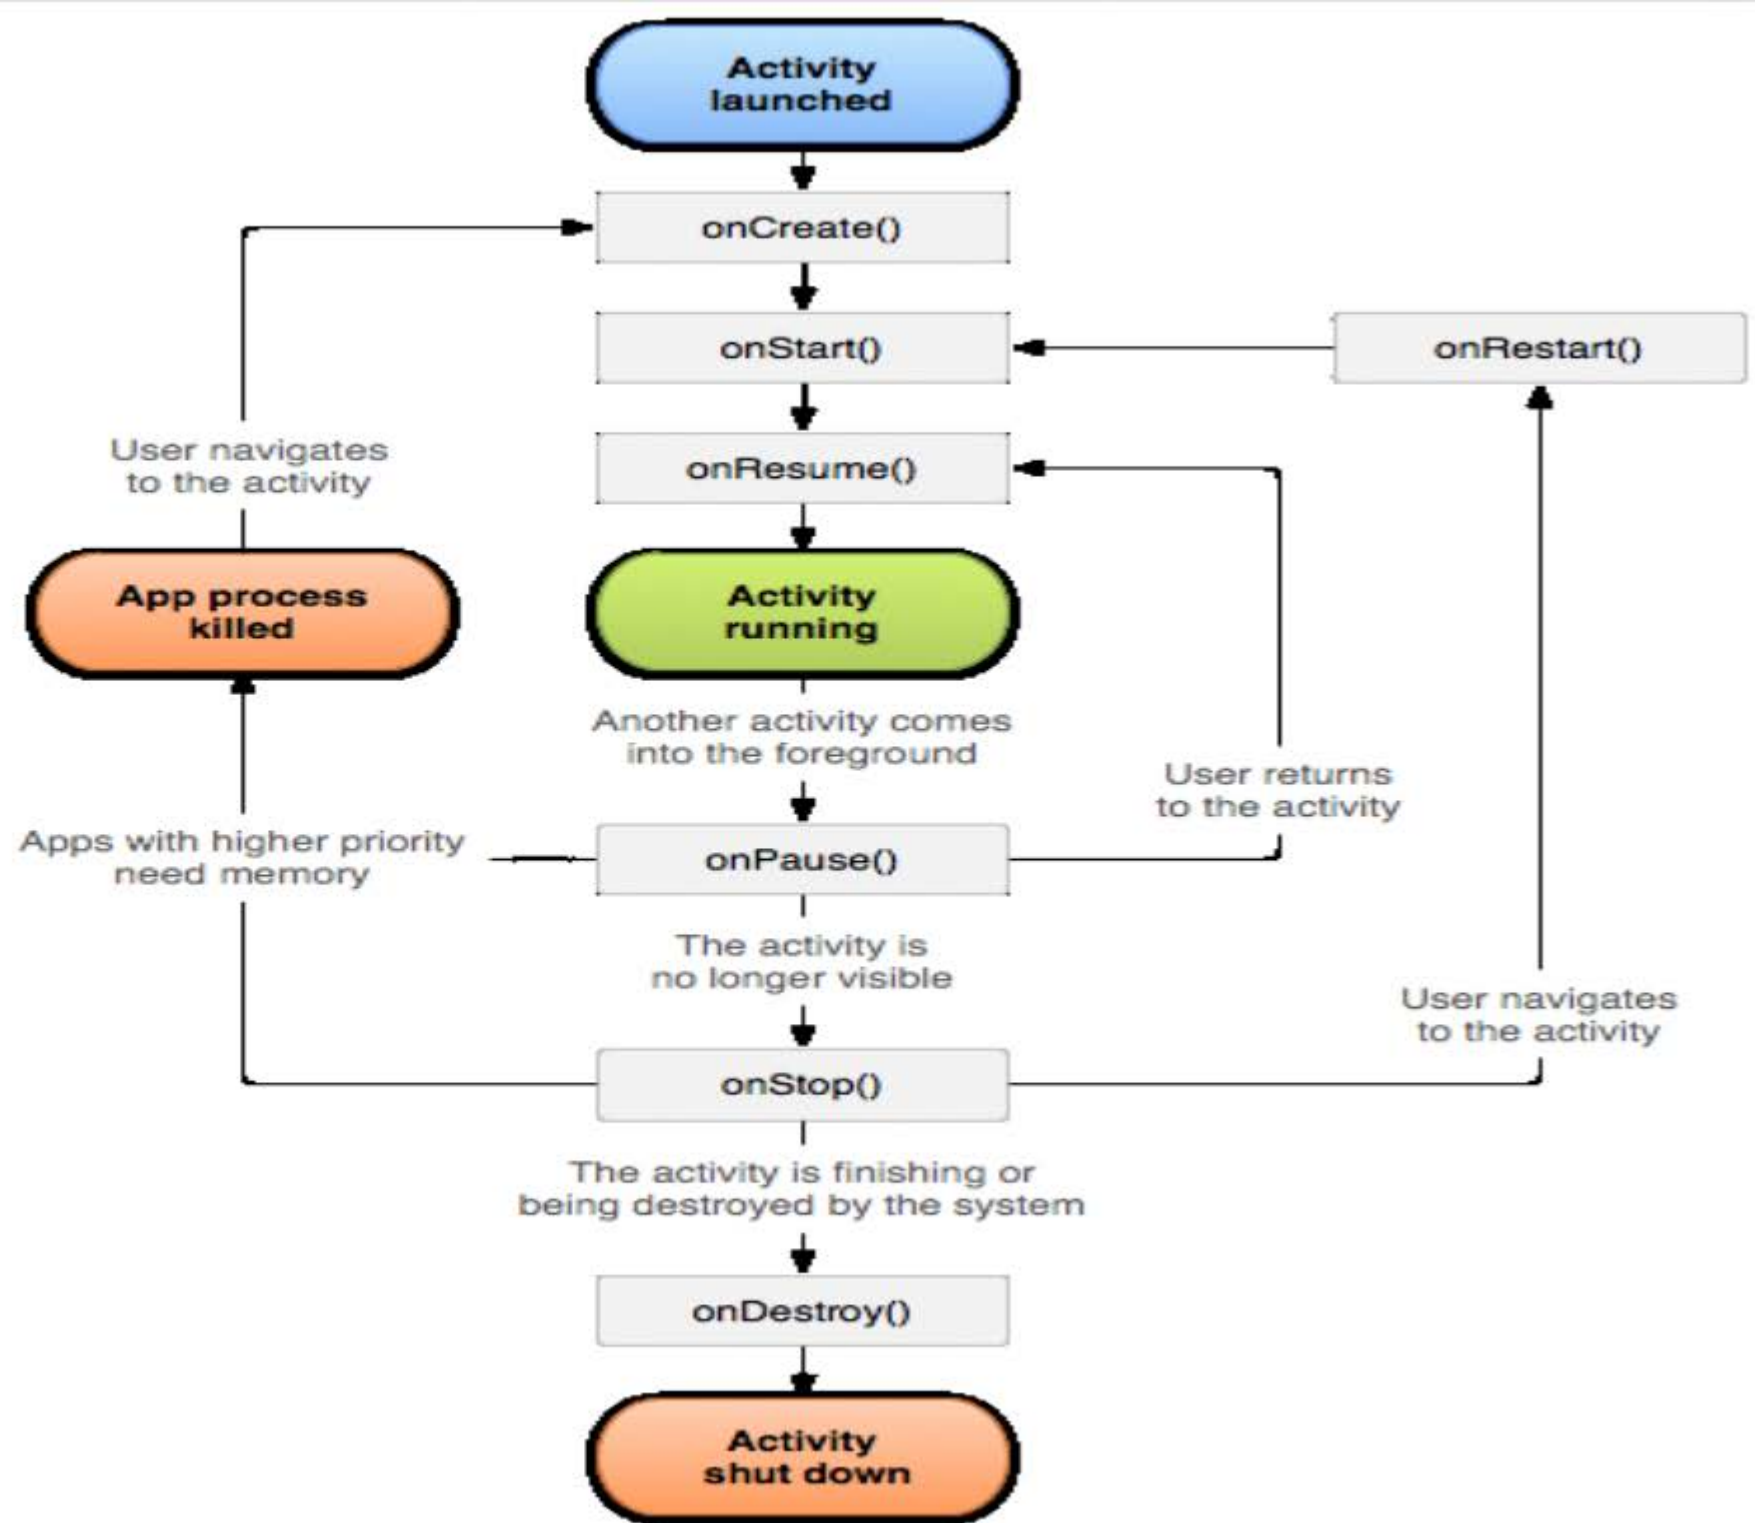 Activity
launched
onCreate()
onStart()
onRestart()
User navigates
to the activity
onResume()
App process
killed
Activity
running
Another activity comes
into the foreground
User returns
to the activity
Apps with higher priority
need memory
onPause()
The activity is
no longer visible
User navigates
to the activity
onStop()
The activity is finishing or
being destroyed by the system
onDestroy()
Activity
shut down